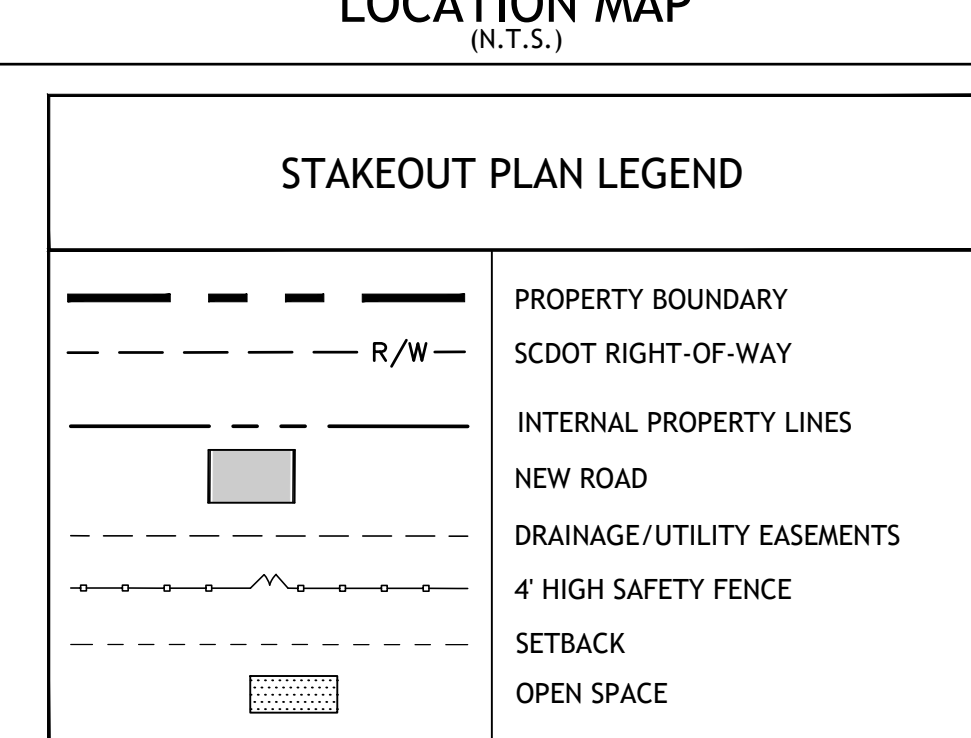 LOCATION MAP
(N.T.S.)
STAKEOUT PLAN LEGEND
PROPERTY BOUNDARY
R/W SCDOT RIGHT-OF-WAY
INTERNAL PROPERTY LINES
NEW ROAD
DRAINAGE/UTILITY EASEMENTS
4' HIGH SAFETY FENCE
SETBACK
OPEN SPACE